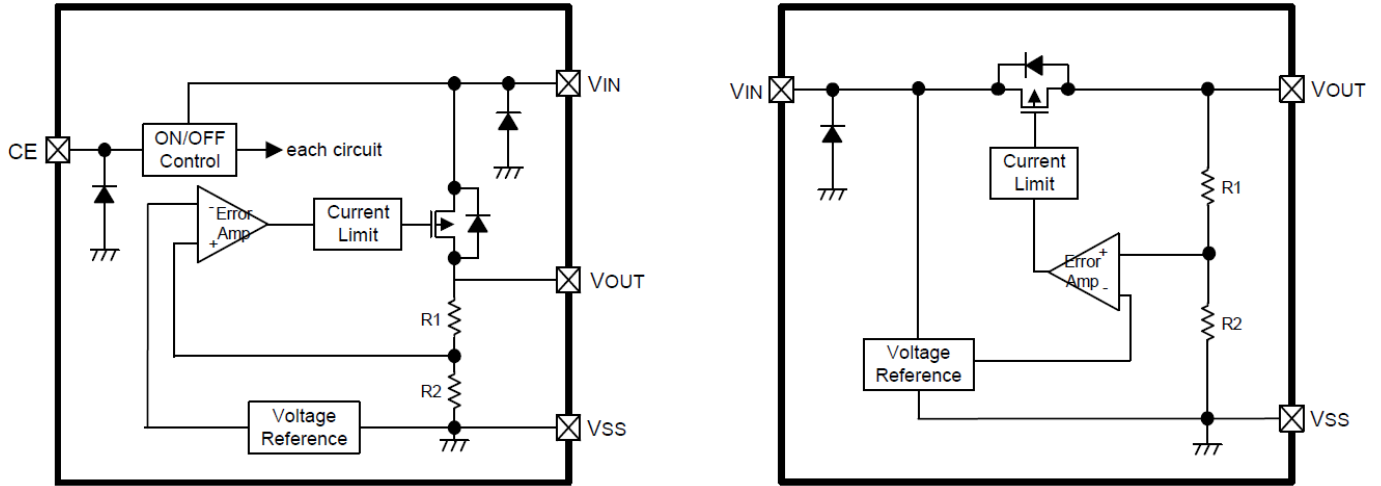 VIN
CE
ON/OFF
Control
each circuit
-
Error
Amp
+
Current
Limit
VOUT
R1
R2
Voltage
Reference
VSS
VIN
VOUT
Current
Limit
R1
Error
+
Amp
-
R2
Voltage
Reference
VSS